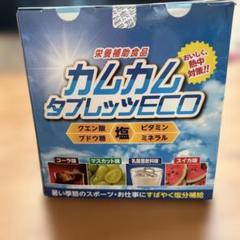 栄養補助食品
おいしく、熱中対策!!
カムカム
タブレッツECO
クエン酸
ブドウ糖
塩
ビタミン
ミネラル
コーラ味
マスカット味
乳酸菌飲料味
スイカ味
暑い季節のスポーツ・お仕事にすばやく塩分補給